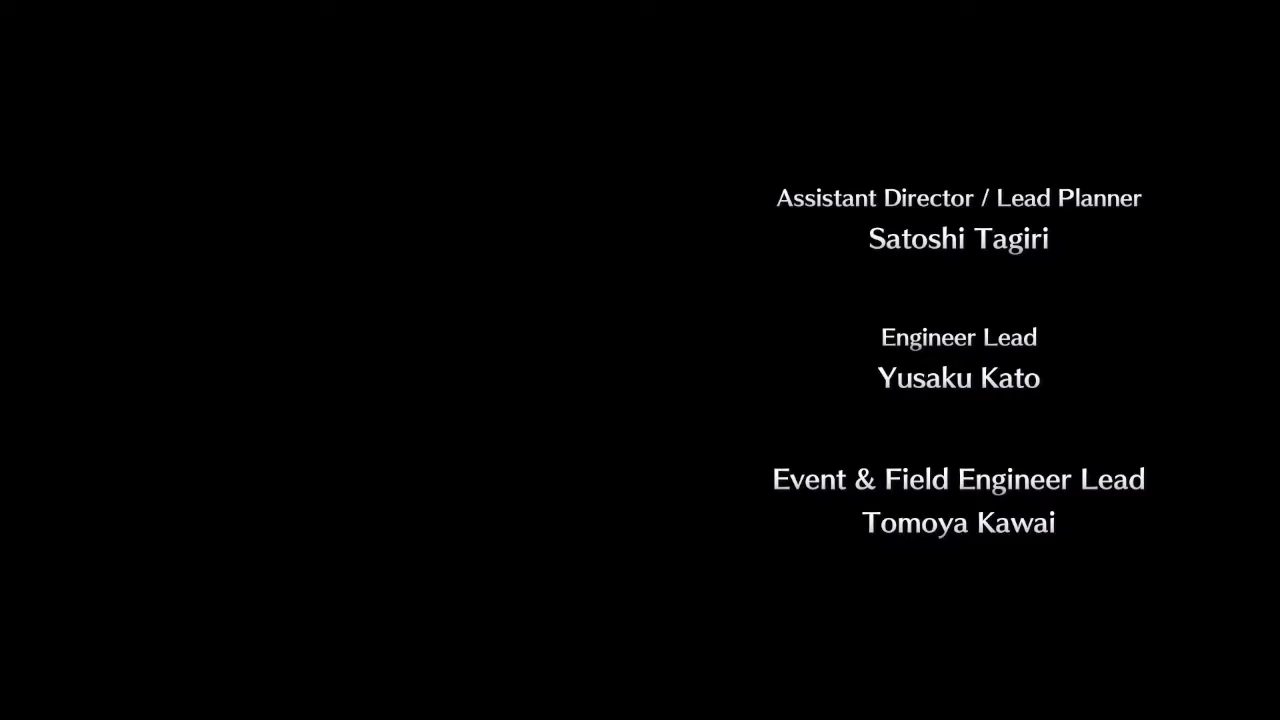 Assistant Director / Lead Planner
Satoshi Tagiri
Engineer Lead
Yusaku Kato
Event & Field Engineer Lead
Tomoya Kawai